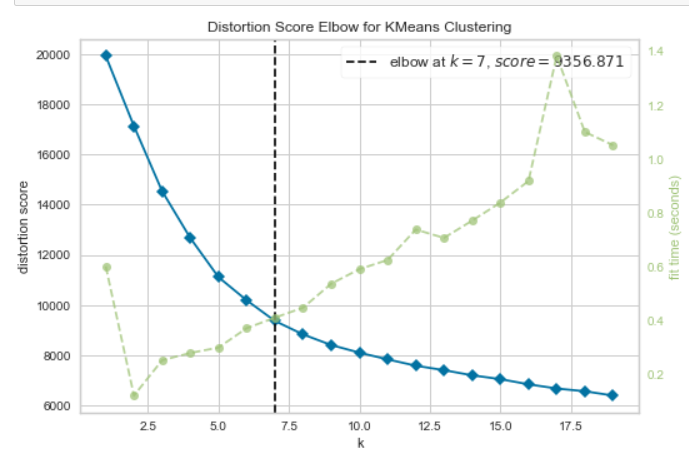 Distortion Score Elbow for KMeans Clustering
elbow at k = 7, score = 9356.871
distortion score
20000
18000
16000
14000
12000
10000
8000
6000
1.4
1.2
1.0
0.8
0.6
0.4
0.2
fit time (seconds)
2.5 5.0 7.5 10.0 12.5 15.0 17.5
k